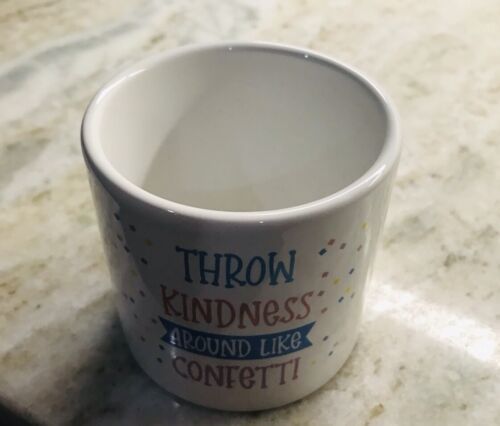 THROW
KINDNESS
AROUND LIKE
CONFETTI